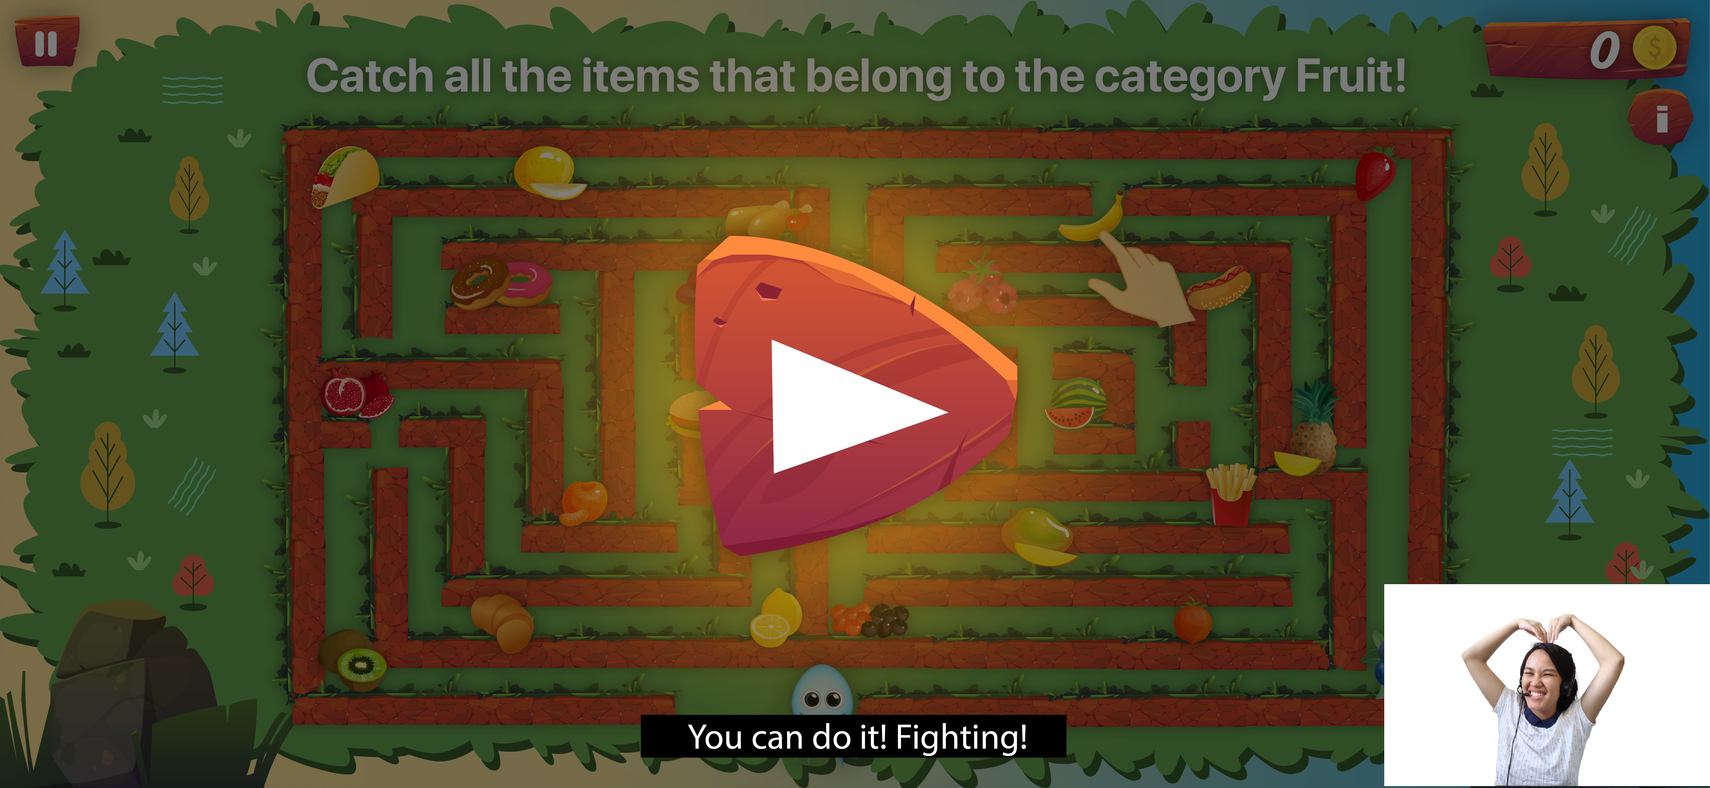 Catch all the items that belong to the category Fruit!
0
$
i
You can do it! Fighting!